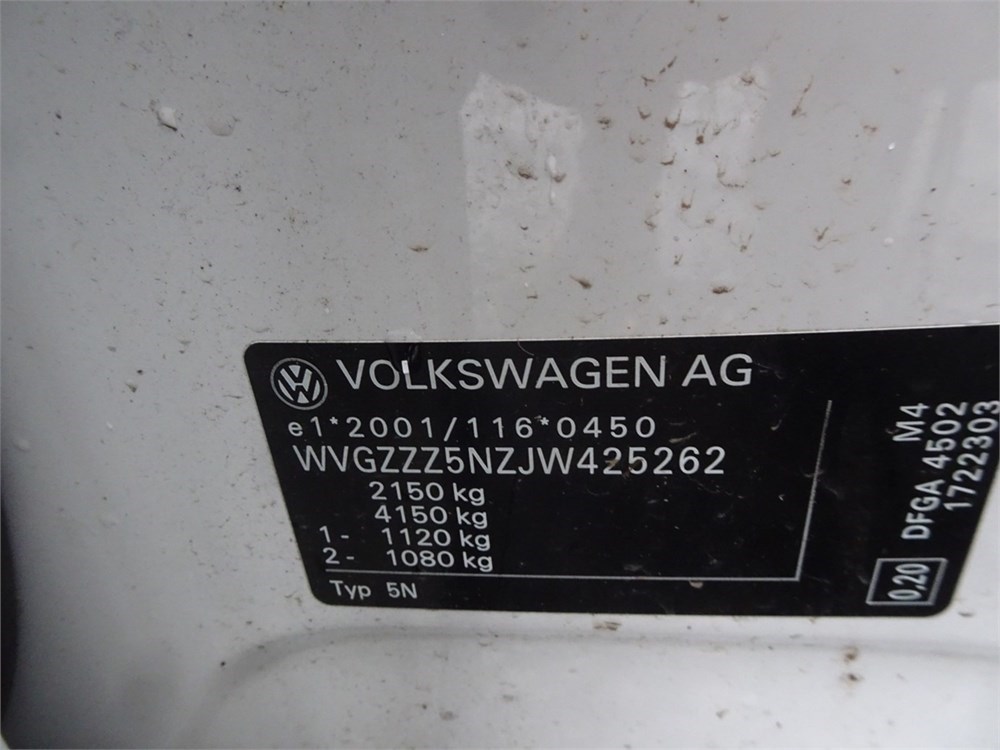 VOLKSWAGEN AG
e1*2001/116*0450
WVGZZZ5NZJW425262
2150 kg
4150 kg
1- 1120 kg
2- 1080 kg
Typ 5N
M4
DFGA 4502
1722303
0,20